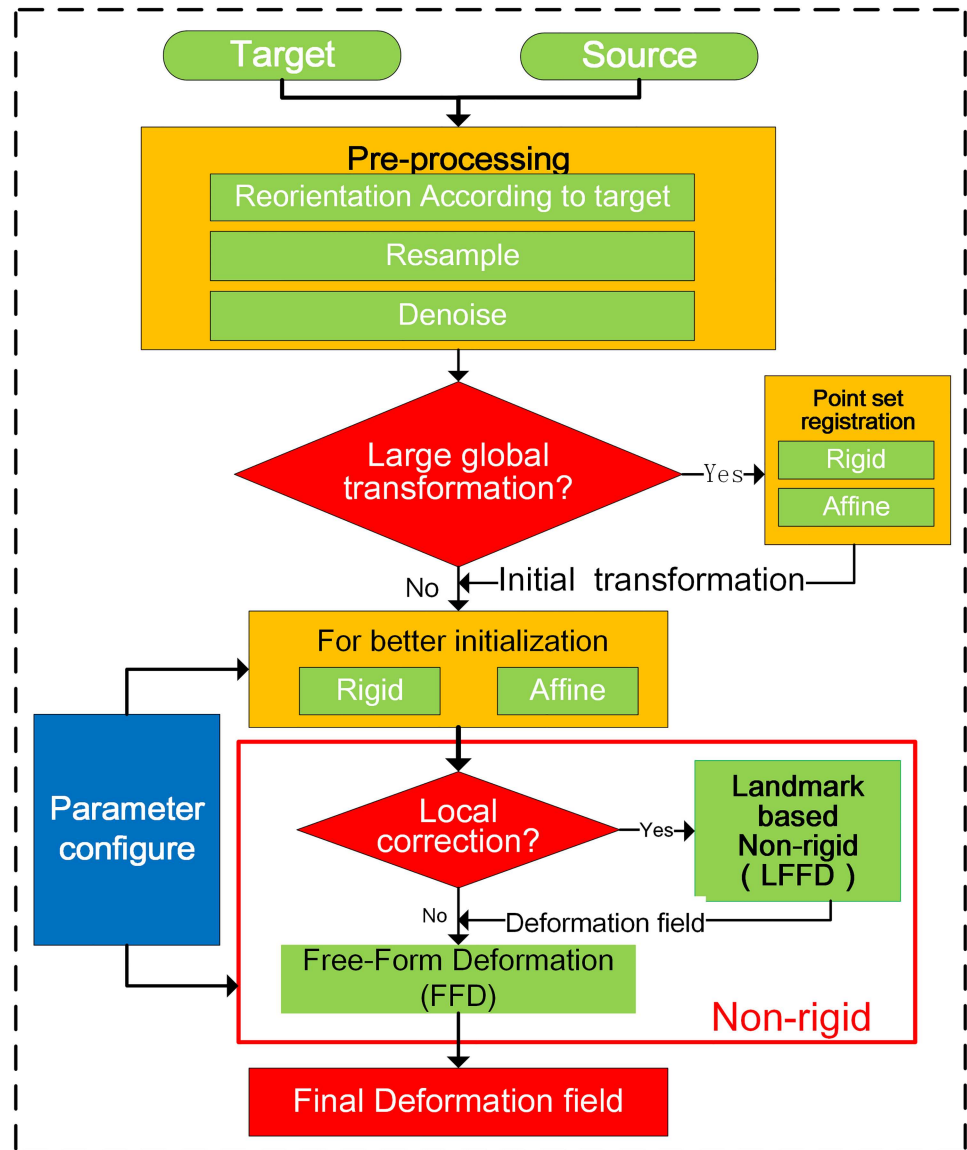 Target
Source
Pre-processing
Reorientation According to target
Resample
Denoise
Large global
transformation?
Yes
Point set
registration
Rigid
Affine
No
Initial transformation
For better initialization
Rigid
Affine
Parameter
configure
Local
correction?
Yes
Landmark
based
Non-rigid
( LFFD )
No
Deformation field
Free-Form Deformation
(FFD)
Non-rigid
Final Deformation field